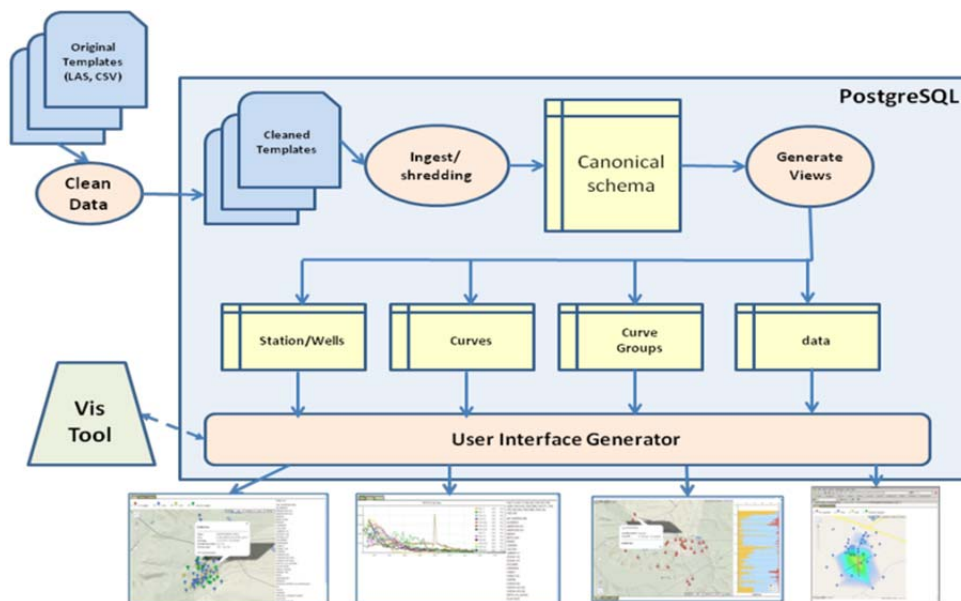 Original
Templates
(LAS, CSV)
PostgreSQL
Cleaned
Templates
Ingest/
shredding
Canonical
schema
Generate
Views
Clean
Data
Station/Wells
Curves
Curve
Groups
data
Vis
Tool
User Interface Generator